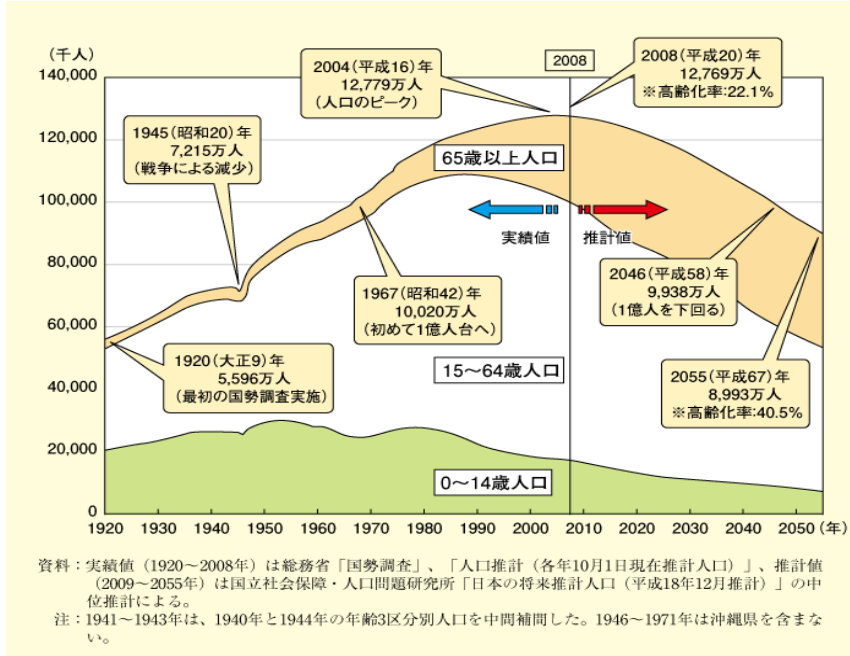 (千人)
140,000
120,000
100,000
80,000
60,000
40,000
20,000
0
2004(平成16)年
12,779万人
(人口のピーク)
2008
2008(平成20)年
12,769万人
※高齢化率:22.1%
1945(昭和20)年
7,215万人
(戦争による減少)
65歳以上人口
実績値
推計値
1967(昭和42)年
10,020万人
(初めて1億人台へ)
2046(平成58)年
9,938万人
(1億人を下回る)
1920(大正9)年
5,596万人
(最初の国勢調査実施)
15〜64歳人口
2055(平成67)年
8,993万人
※高齢化率:40.5%
0〜14歳人口
1920 1930 1940 1950 1960 1970 1980 1990 2000 2010 2020 2030 2040 2050 (年)
資料:実績値(1920〜2008年)は総務省「国勢調査」、「人口推計(各年10月1日現在推計人口)」、推計値
(2009〜2055年)は国立社会保障・人口問題研究所「日本の将来推計人口(平成18年12月推計)」の中
位推計による。
注:1941〜1943年は、1940年と1944年の年齢3区分別人口を中間補間した。1946〜1971年は沖縄県を含まな
い。